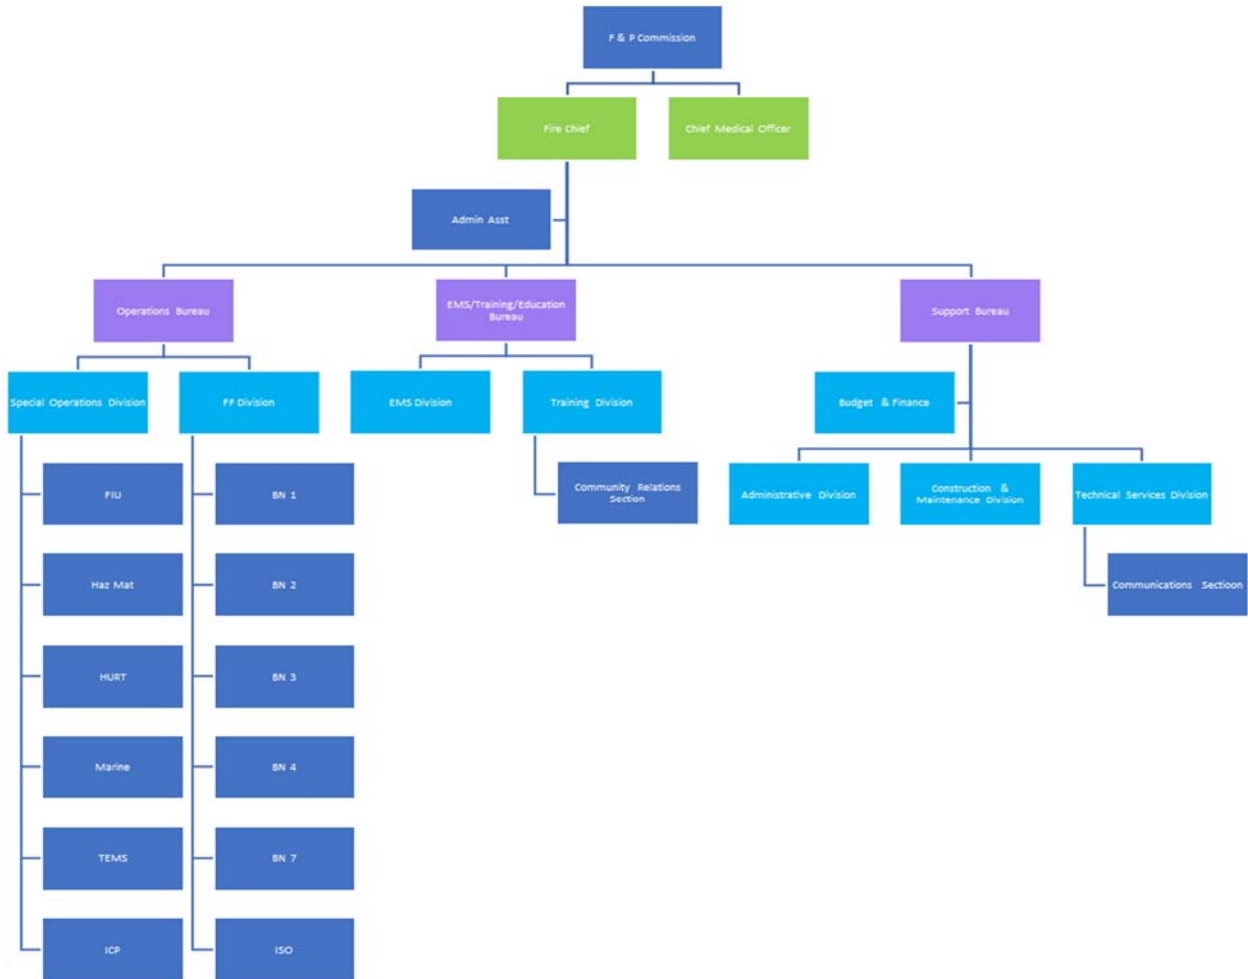 F & P Commission
Fire Chief
Chief Medical Officer
Admin Asst
Operations Bureau
EMS/Training/Education
Bureau
Support Bureau
Special Operations Division
FF Division
EMS Division
Training Division
Budget & Finance
FIU
BN 1
Community Relations
Section
Administrative Division
Construction &
Maintenance Division
Technical Services Division
Haz Mat
BN 2
Communications Sectioon
HURT
BN 3
Marine
BN 4
TEMS
BN 7
ICP
ISO